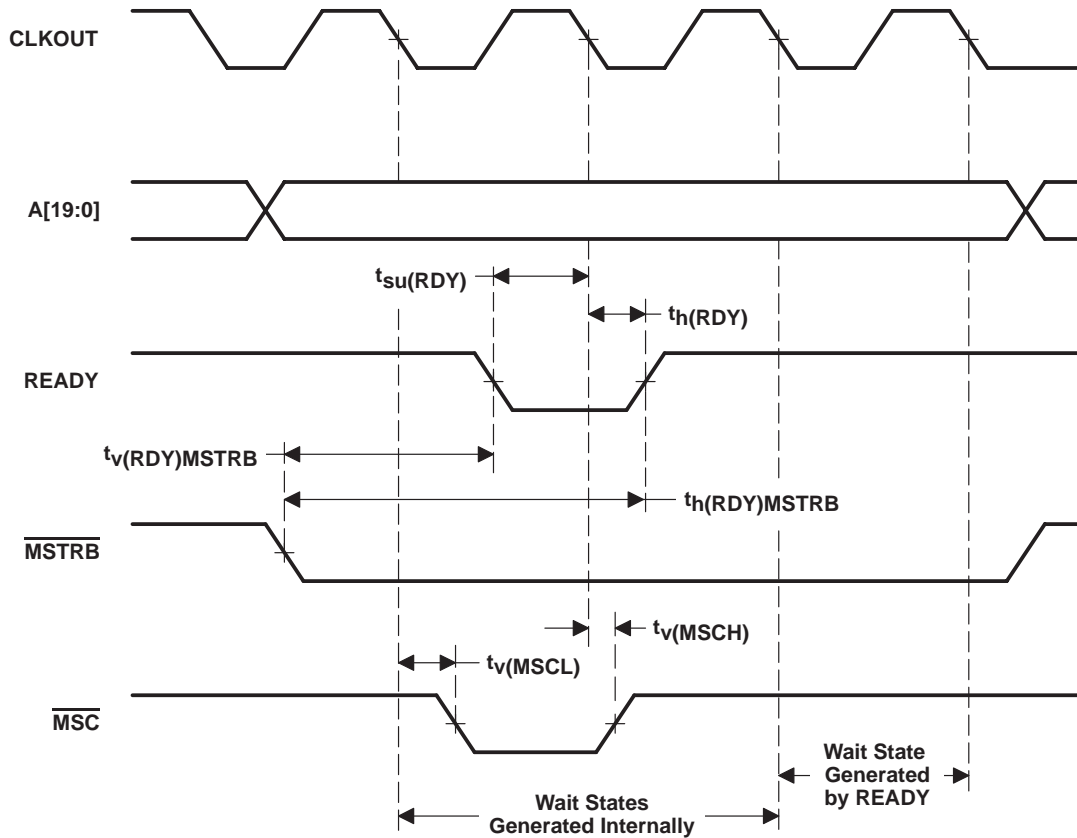 CLKOUT
A[19:0]
tsu(RDY)
th(RDY)
READY
tv(RDY)MSTRB
th(RDY)MSTRB
MSTRB
tv(MSCH)
tv(MSCL)
MSC
Wait State
Generated
by READY
Wait States
Generated Internally